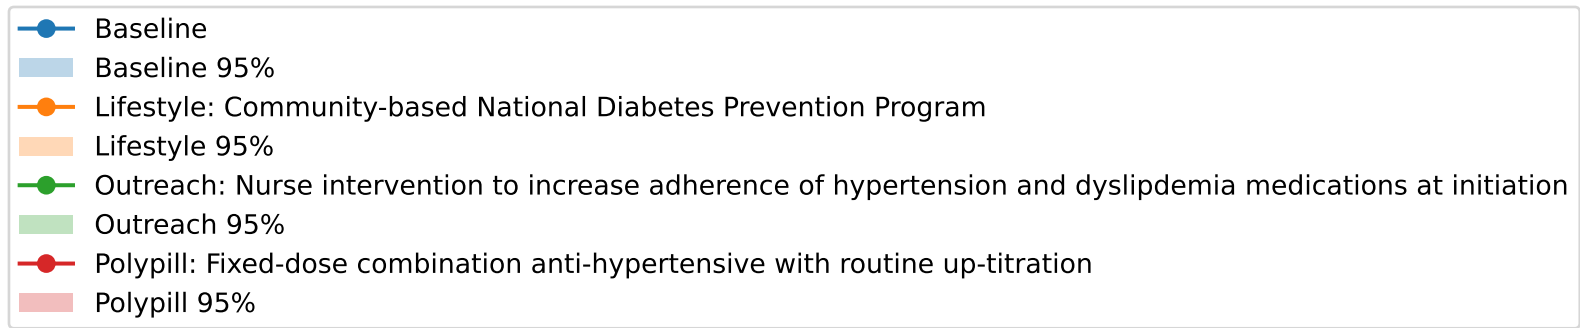 Baseline
Baseline 95%
Lifestyle: Community-based National Diabetes Prevention Program
Lifestyle 95%
Outreach: Nurse intervention to increase adherence of hypertension and dyslipdemia medications at initiation
Outreach 95%
Polypill: Fixed-dose combination anti-hypertensive with routine up-titration
Polypill 95%